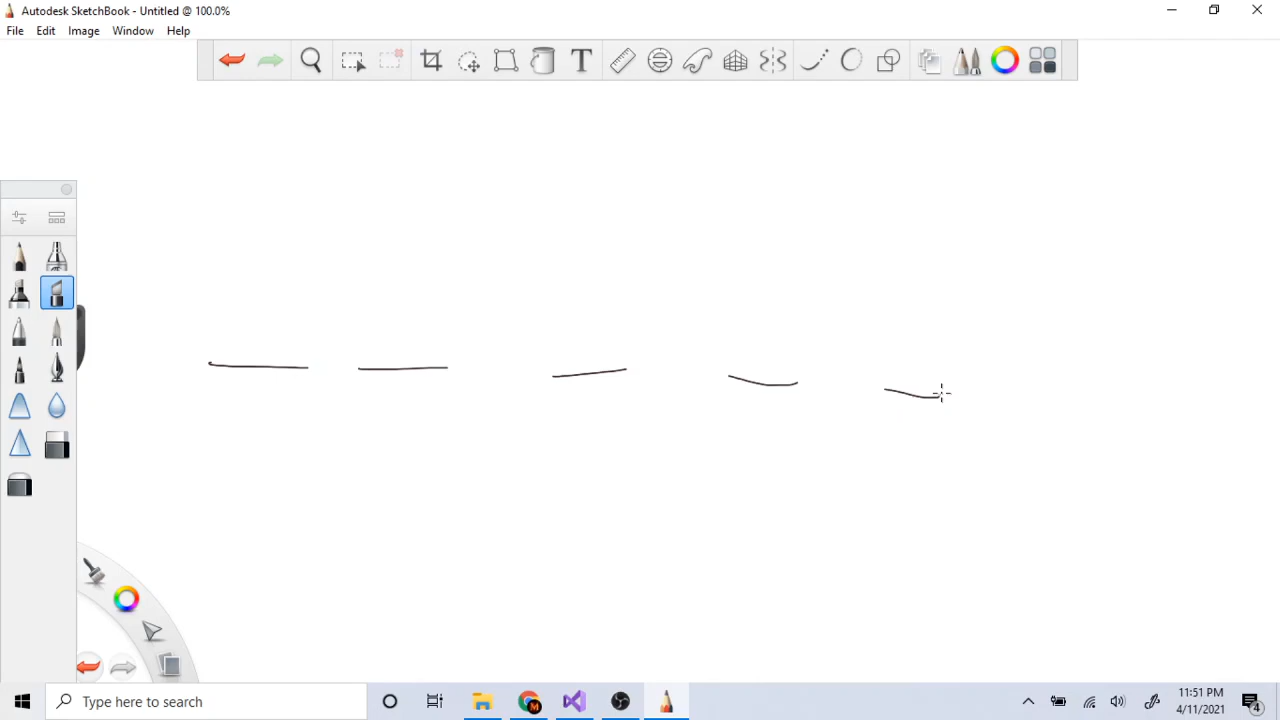 Autodesk SketchBook - Untitled @ 100.0%
File Edit Image Window Help
T
Type here to search
11:51 PM
4/11/2021
4